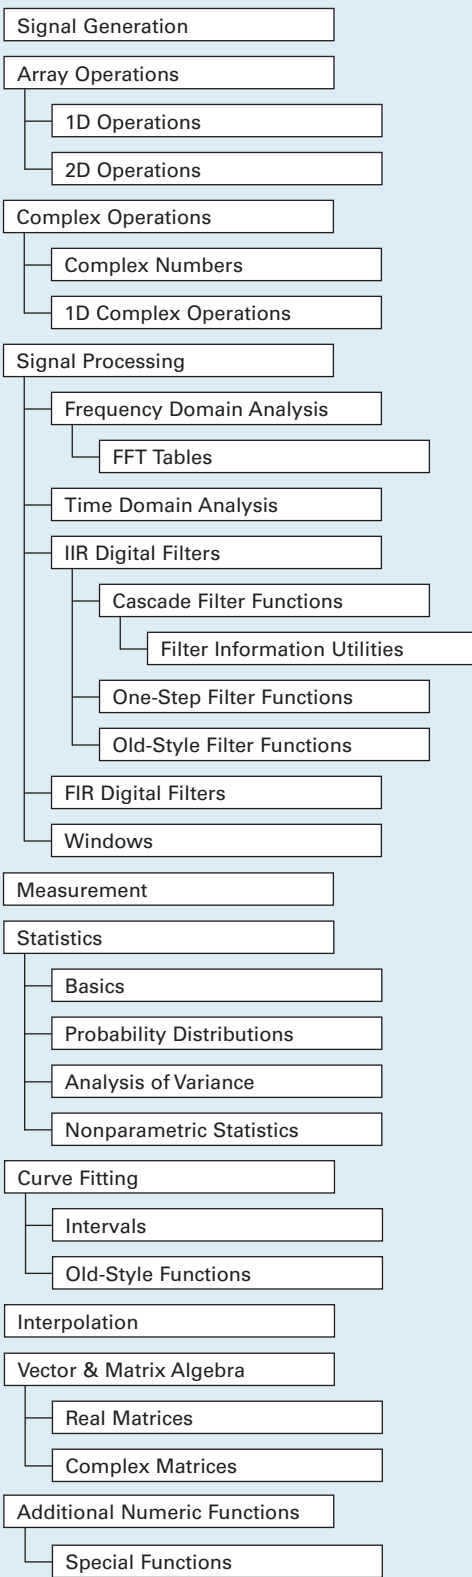 Signal Generation
Array Operations
1D Operations
2D Operations
Complex Operations
Complex Numbers
1D Complex Operations
Signal Processing
Frequency Domain Analysis
FFT Tables
Time Domain Analysis
IIR Digital Filters
Cascade Filter Functions
Filter Information Utilities
One-Step Filter Functions
Old-Style Filter Functions
FIR Digital Filters
Windows
Measurement
Statistics
Basics
Probability Distributions
Analysis of Variance
Nonparametric Statistics
Curve Fitting
Intervals
Old-Style Functions
Interpolation
Vector & Matrix Algebra
Real Matrices
Complex Matrices
Additional Numeric Functions
Special Functions